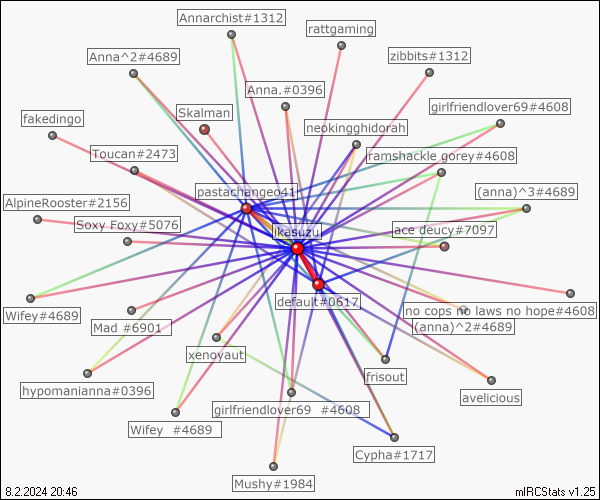 Annarchist#1312
rattgaming
Anna^2#4689
zibbits#1312
Anna.#0396
girlfriendlover69#4608
Skalman
fakedingo
neokingghidorah
Toucan#2473
ramshackle gorey#4608
pastachangeo41
(anna)^3#4689
AlpineRooster#2156
Soxy Foxy#5076
ikasuzu
ace deucy#7097
default#0617
Wifey#4689
no cops no laws no hope#4608
Mad #6901
(anna)^2#4689
xenoyaut
frisout
hypomanianna#0396
avelicious
girlfriendlover69 #4608
Wifey #4689
Cypha#1717
Mushy#1984
8.2.2024 20:46
mIRCStats v1.25